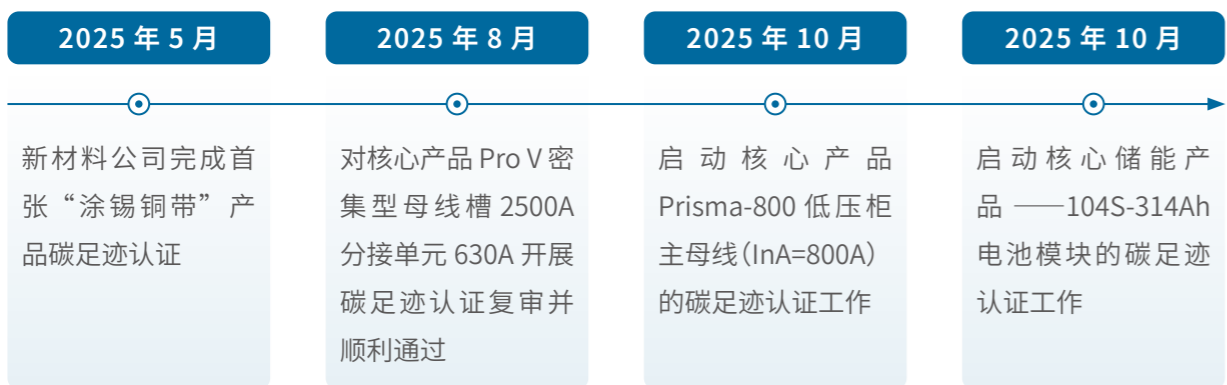 2025 年 5 月
新材料公司完成首
张“涂锡铜带”产
品碳足迹认证
2025 年 8 月
对核心产品 Pro V 密
集型母线槽 2500A
分接单元 630A 开展
碳足迹认证复审并
顺利通过
2025 年 10 月
启动核心产品
Prisma-800 低压柜
主母线（InA=800A）
的碳足迹认证工作
2025 年 10 月
启动核心储能产
品 ——104S-314Ah
电池模块的碳足迹
认证工作